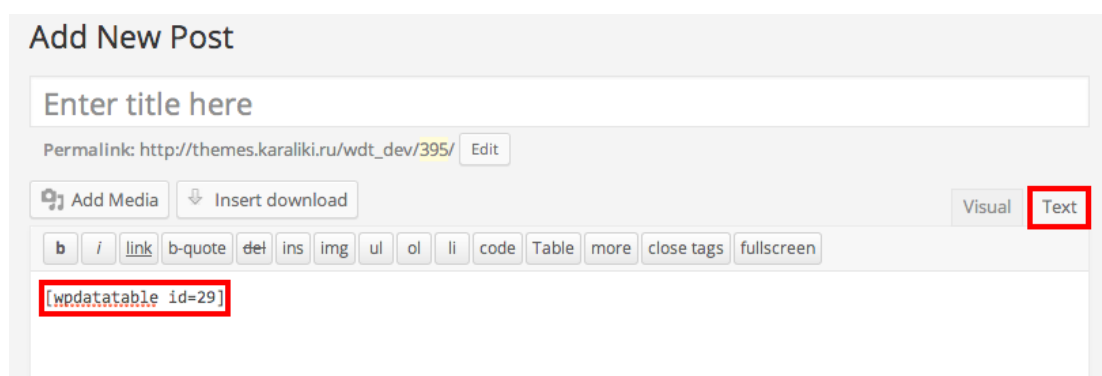 Add New Post
Enter title here
Permalink: http://themes.karaliki.ru/wdt_dev/395/ Edit
Add Media Insert download
Visual Text
b i link b-quote del ins img ul ol li code Table more close tags fullscreen
[wpdatatable id=29]